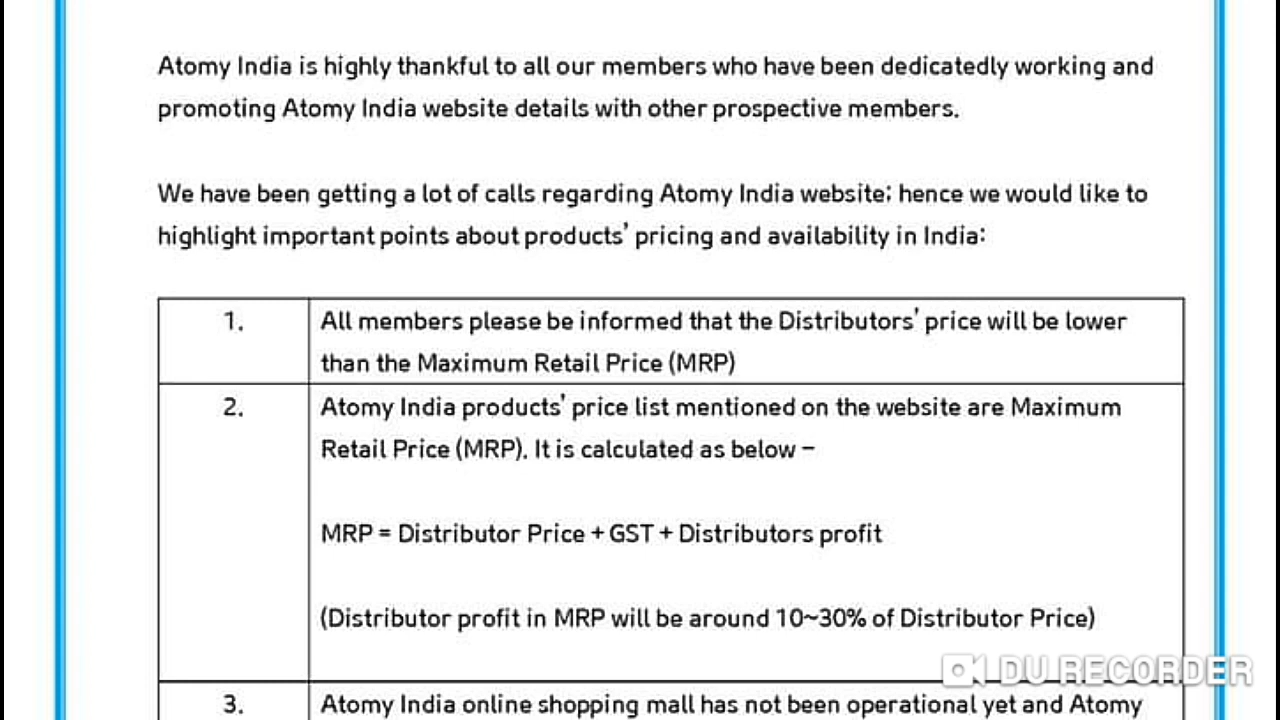 Atomy India is highly thankful to all our members who have been dedicatedly working and
promoting Atomy India website details with other prospective members.
We have been getting a lot of calls regarding Atomy India website; hence we would like to
highlight important points about products' pricing and availability in India:
1. All members please be informed that the Distributors' price will be lower
than the Maximum Retail Price (MRP)
2. Atomy India products' price list mentioned on the website are Maximum
Retail Price (MRP). It is calculated as below -
MRP = Distributor Price + GST + Distributors profit
(Distributor profit in MRP will be around 10~30% of Distributor Price)
DU RECORDER
3. Atomy India online shopping mall has not been operational yet and Atomy